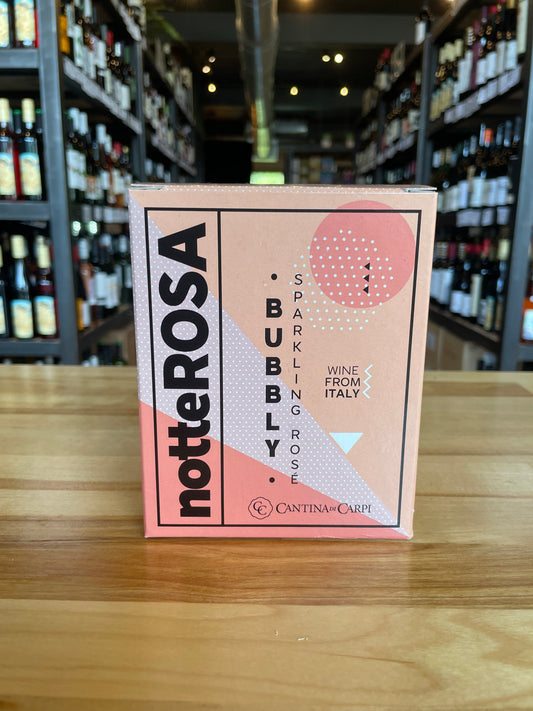 notteROSA
• BUBBLY •
SPARKLING ROSÉ
WINE
FROM
ITALY
CC CANTINA DI CARPI